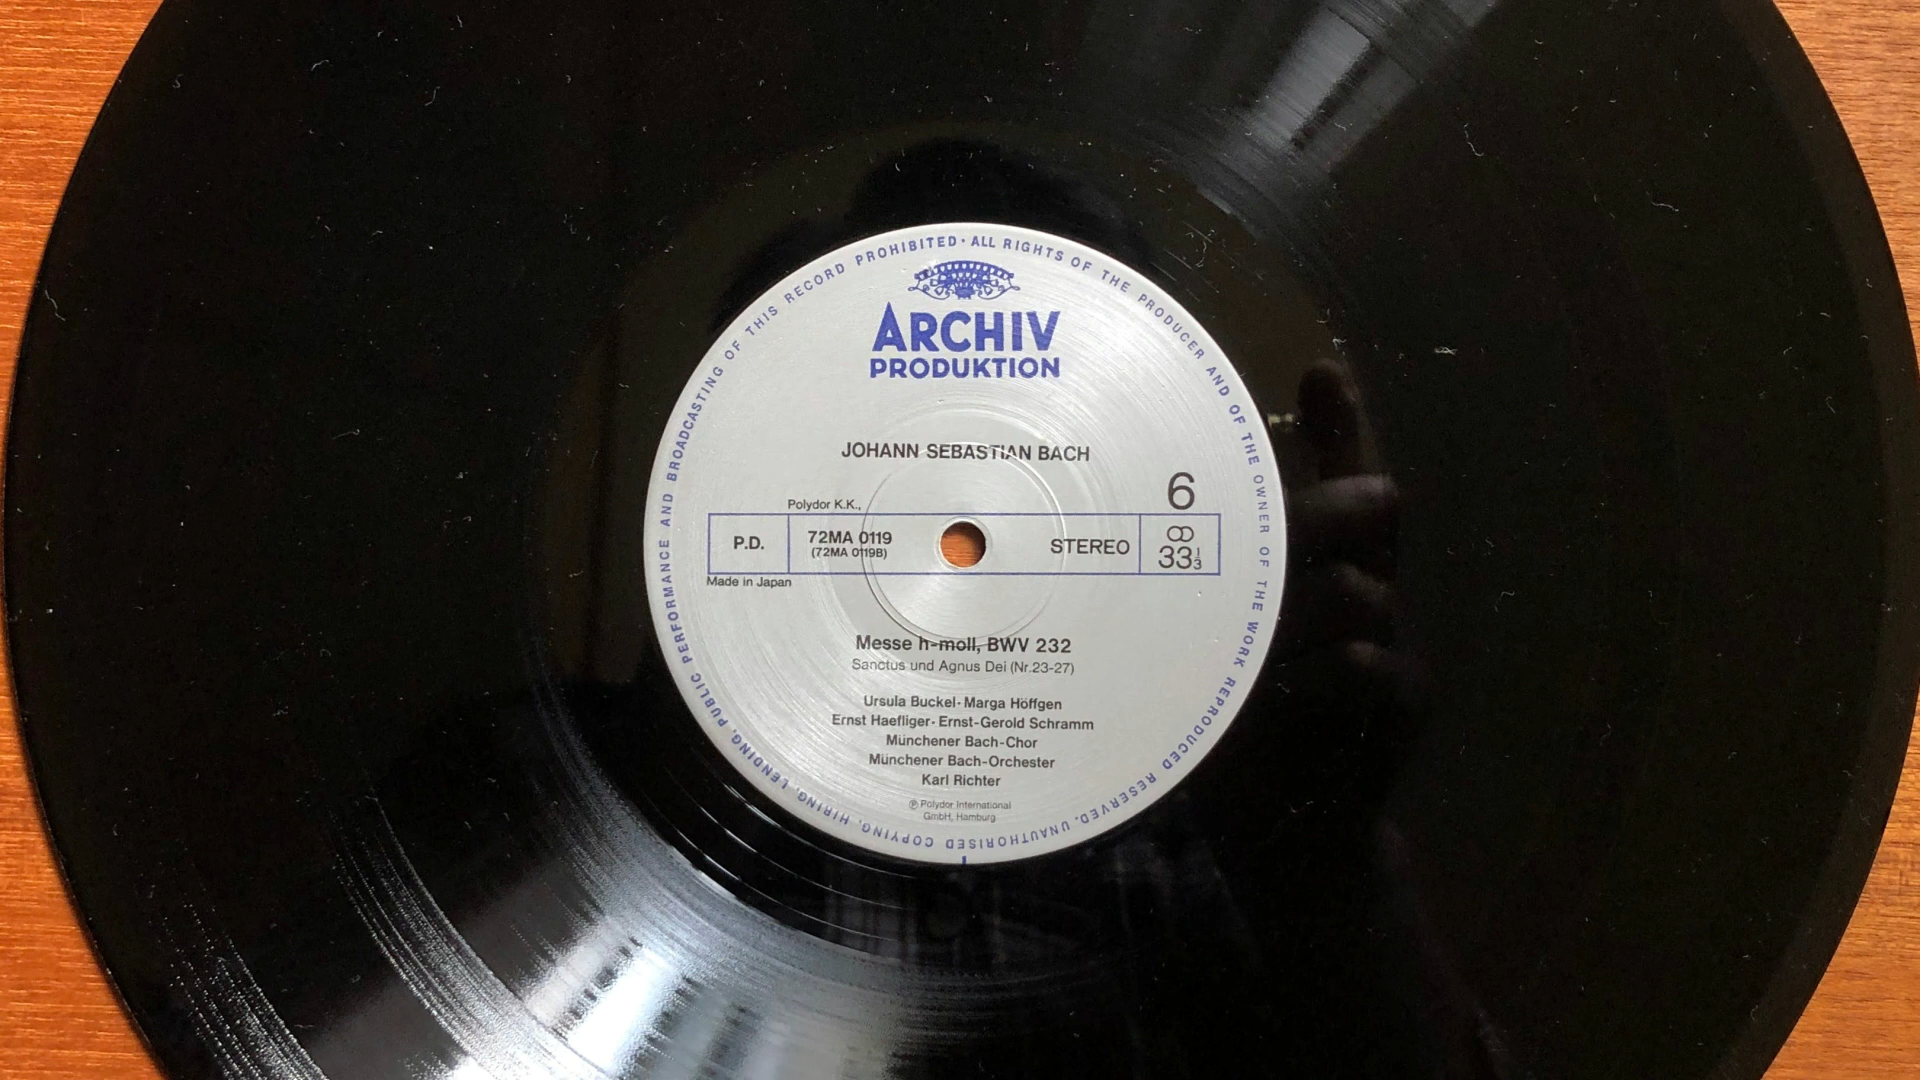 ALL RIGHTS OF THE PRODUCER AND OF THE OWNER OF THE WORK REPRODUCED RESERVED. UNAUTHORISED COPYING, HIRING, LENDING, PUBLIC PERFORMANCE AND BROADCASTING OF THIS RECORD PROHIBITED ·
ARCHIV
PRODUKTION
JOHANN SEBASTIAN BACH
6
Polydor K.K.,
P.D.
72MA 0119
(72MA 0119B)
STEREO
33 1/3
Made in Japan
Messe h-moll, BWV 232
Sanctus und Agnus Dei (Nr.23-27)
Ursula Buckel · Marga Höffgen
Ernst Haefliger · Ernst-Gerold Schramm
Münchener Bach-Chor
Münchener Bach-Orchester
Karl Richter
℗ Polydor International
GmbH, Hamburg